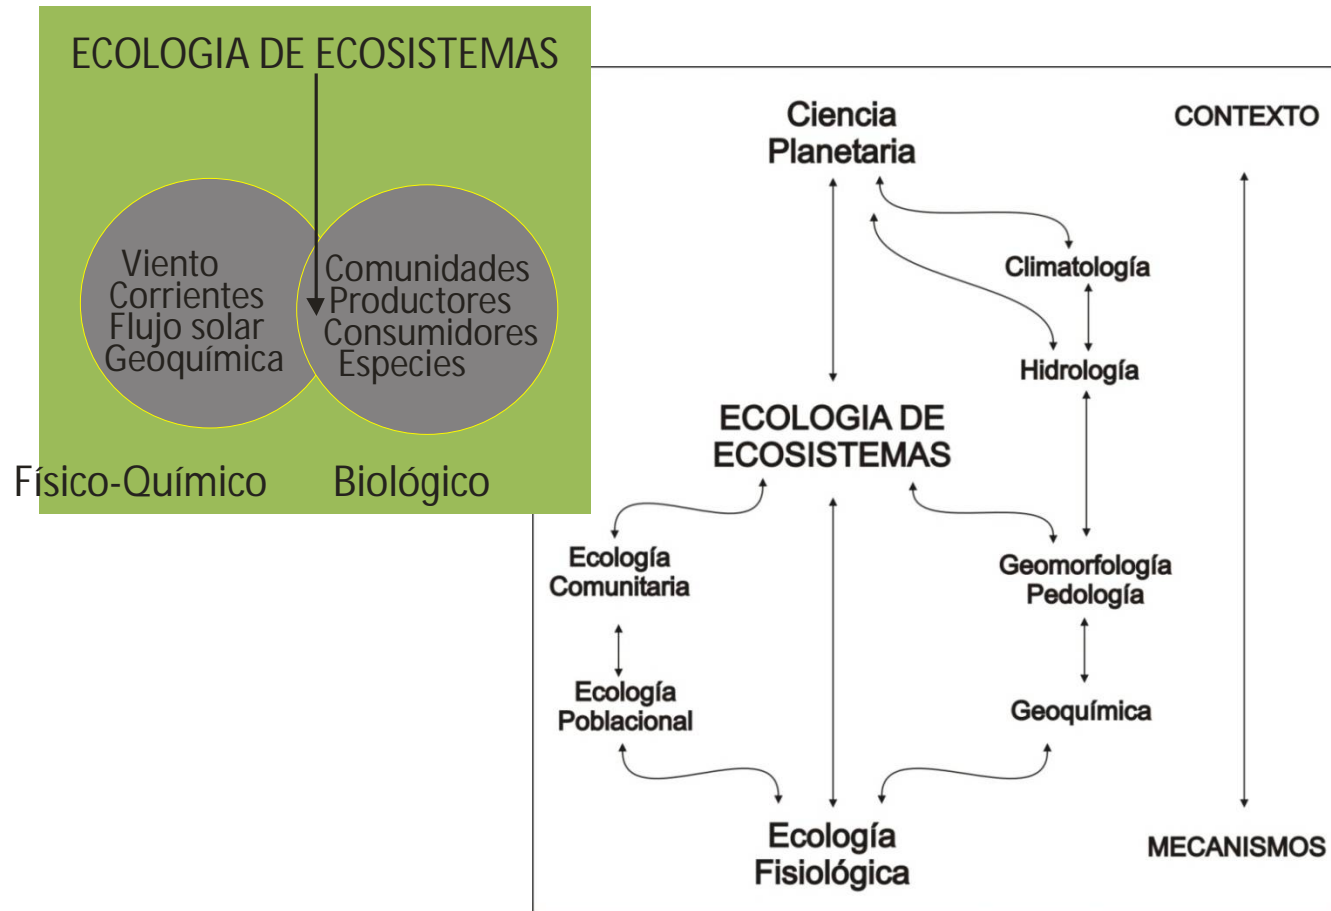 ECOLOGIA DE ECOSISTEMAS
Viento
Corrientes
Flujo solar
Geoquímica
Comunidades
Productores
Consumidores
Especies
Físico-Químico
Biológico
Ciencia
Planetaria
CONTEXTO
Climatología
Hidrología
ECOLOGIA DE
ECOSISTEMAS
Ecología
Comunitaria
Geomorfología
Pedología
Ecología
Poblacional
Geoquímica
Ecología
Fisiológica
MECANISMOS